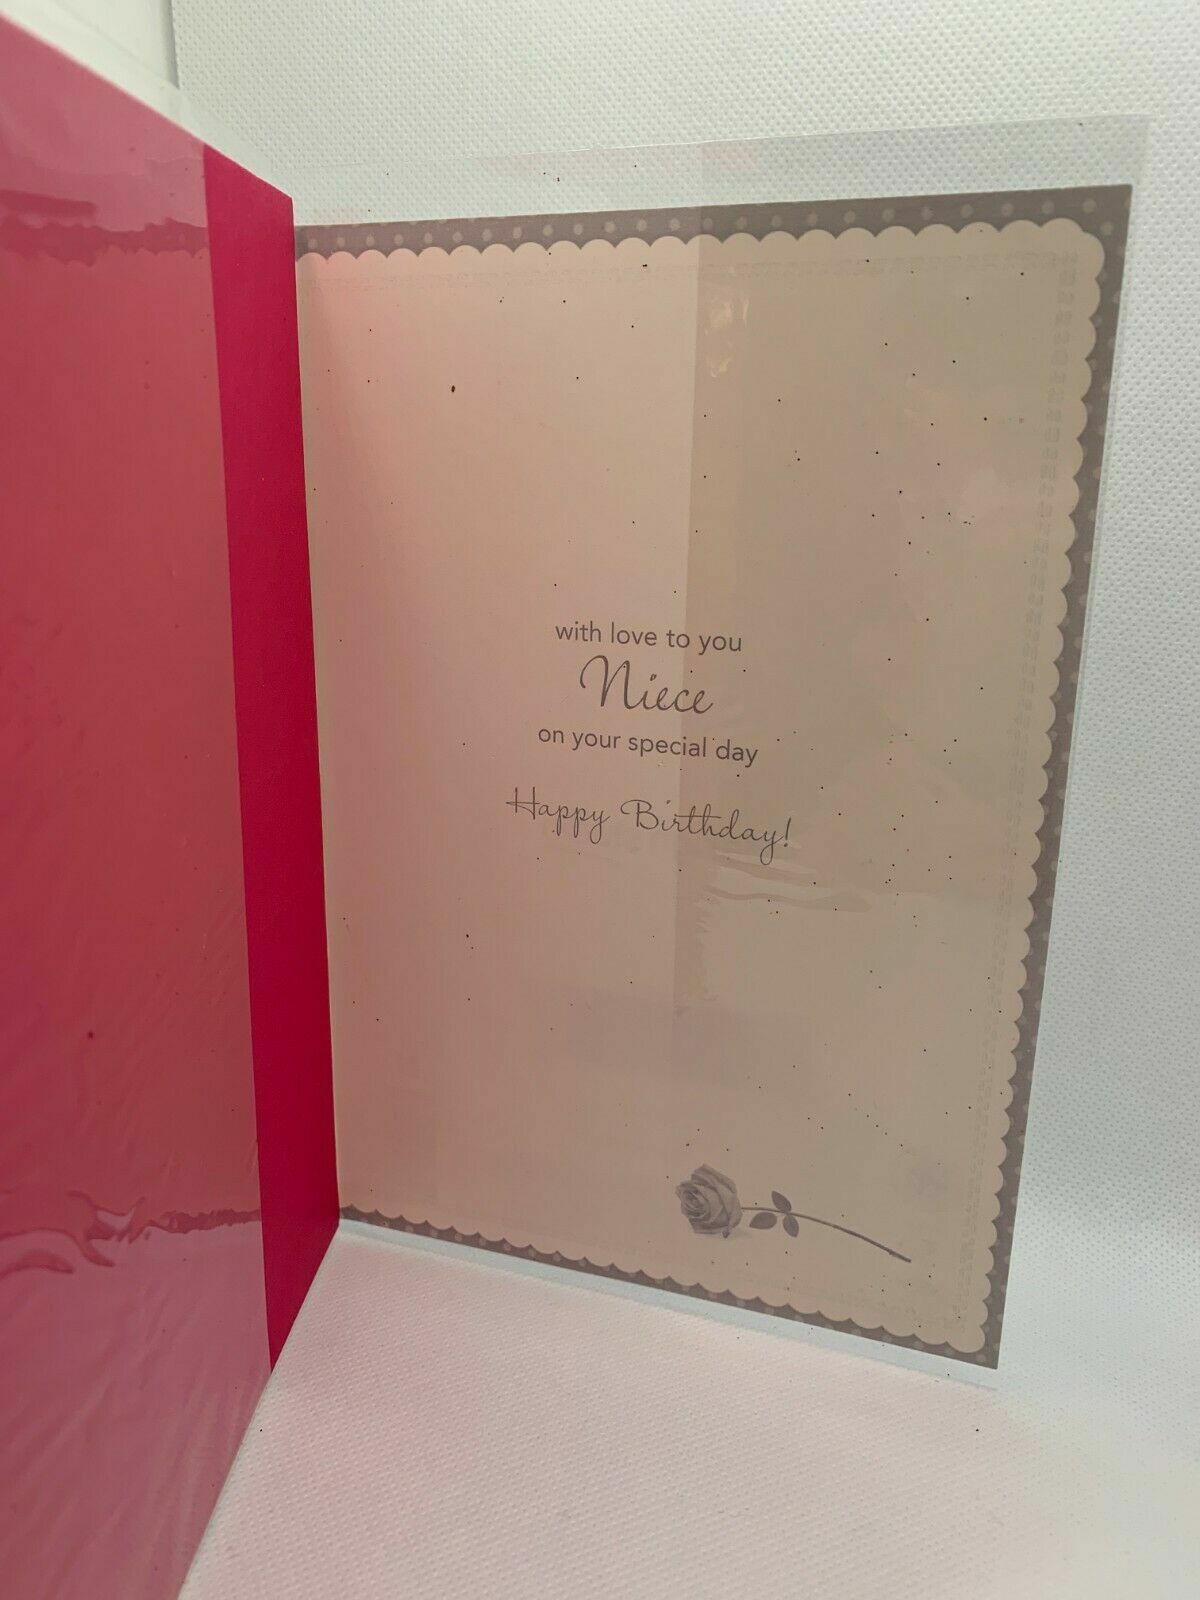 with love to you
Niece
on your special day
Happy Birthday!